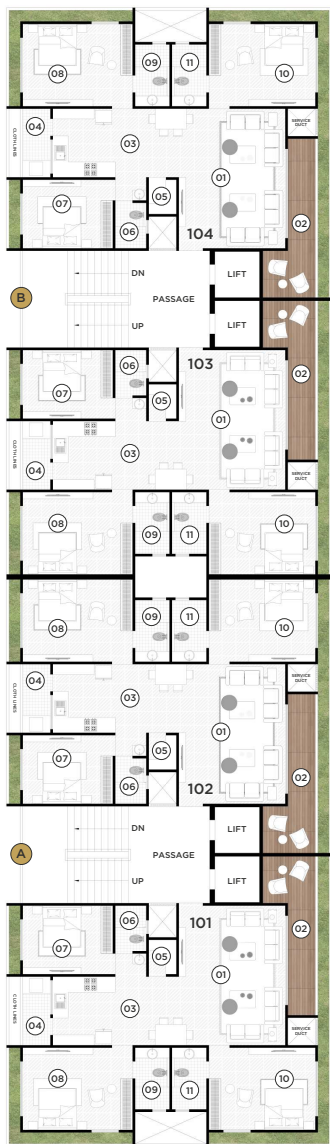 08
09
11
10
04
CLOTH LINES
03
SERVICE
DUCT
01
07
05
02
06
104
DN
LIFT
B
PASSAGE
UP
LIFT
103
06
07
05
02
01
03
04
CLOTH LINES
SERVICE
DUCT
08
09
11
10
08
09
11
10
04
CLOTH LINES
03
SERVICE
DUCT
01
07
05
02
06
102
DN
LIFT
A
PASSAGE
UP
LIFT
101
06
07
05
02
01
03
04
CLOTH LINES
SERVICE
DUCT
08
09
11
10